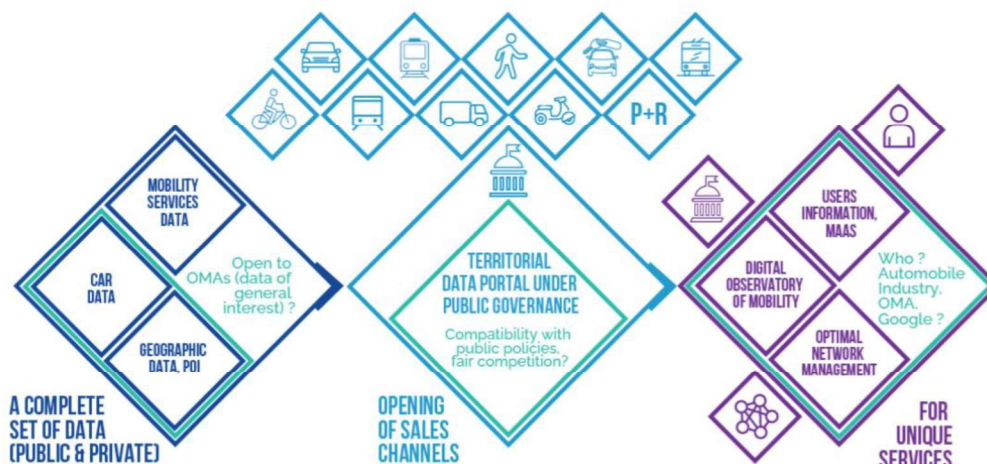 P+R
MOBILITY
SERVICES
DATA
CAR
DATA
GEOGRAPHIC
DATA, POI
Open to
OMAs (data of
general
interest) ?
A COMPLETE
SET OF DATA
(PUBLIC & PRIVATE)
TERRITORIAL
DATA PORTAL UNDER
PUBLIC GOVERNANCE
Compatibility with
public policies,
fair competition?
OPENING
OF SALES
CHANNELS
USERS
INFORMATION,
MAAS
DIGITAL
OBSERVATORY
OF MOBILITY
OPTIMAL
NETWORK
MANAGEMENT
Who ?
Automobile
Industry,
OMA,
Google ?
FOR
UNIQUE
SERVICES